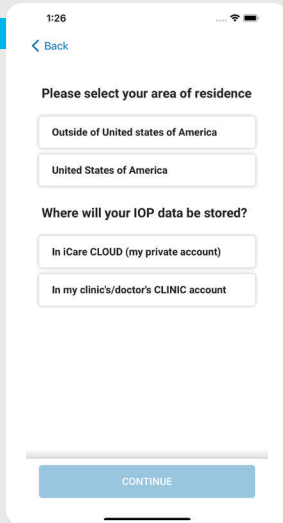 1:26
Back
Please select your area of residence
Outside of United states of America
United States of America
Where will your IOP data be stored?
In iCare CLOUD (my private account)
In my clinic's/doctor's CLINIC account
CONTINUE